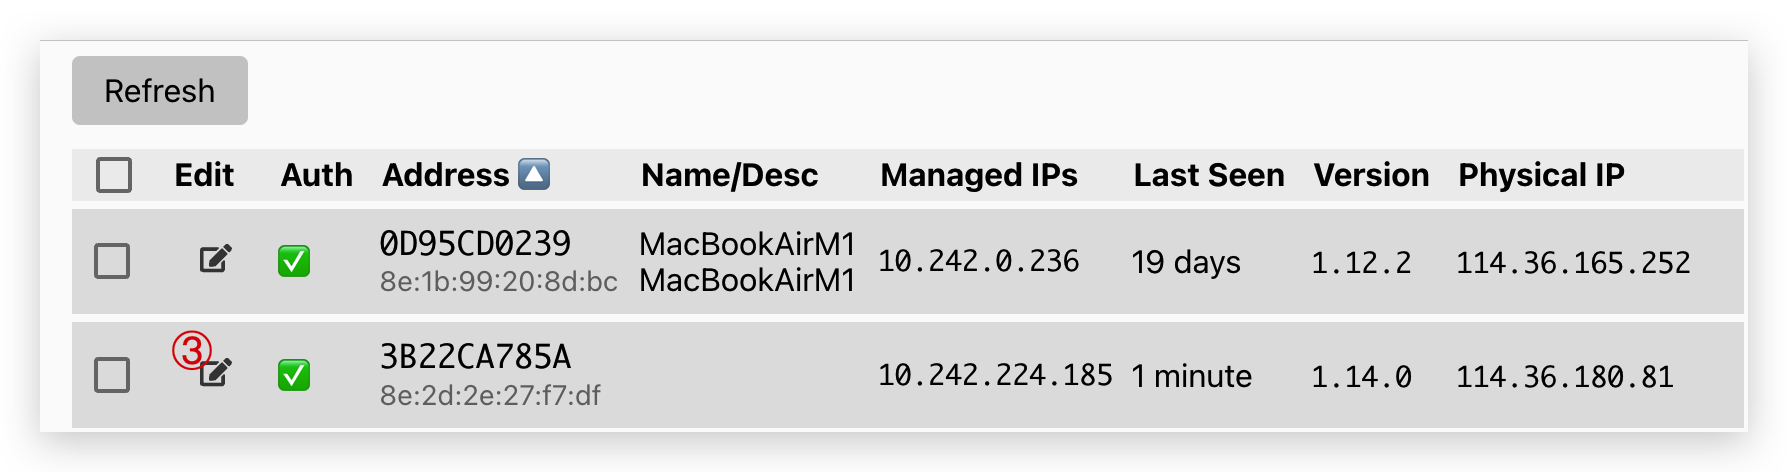 Refresh
Edit Auth Address Name/Desc Managed IPs Last Seen Version Physical IP
0D95CD0239 MacBookAirM1 10.242.0.236 19 days 1.12.2 114.36.165.252
8e:1b:99:20:8d:bc MacBookAirM1
③ 3B22CA785A 10.242.224.185 1 minute 1.14.0 114.36.180.81
8e:2d:2e:27:f7:df